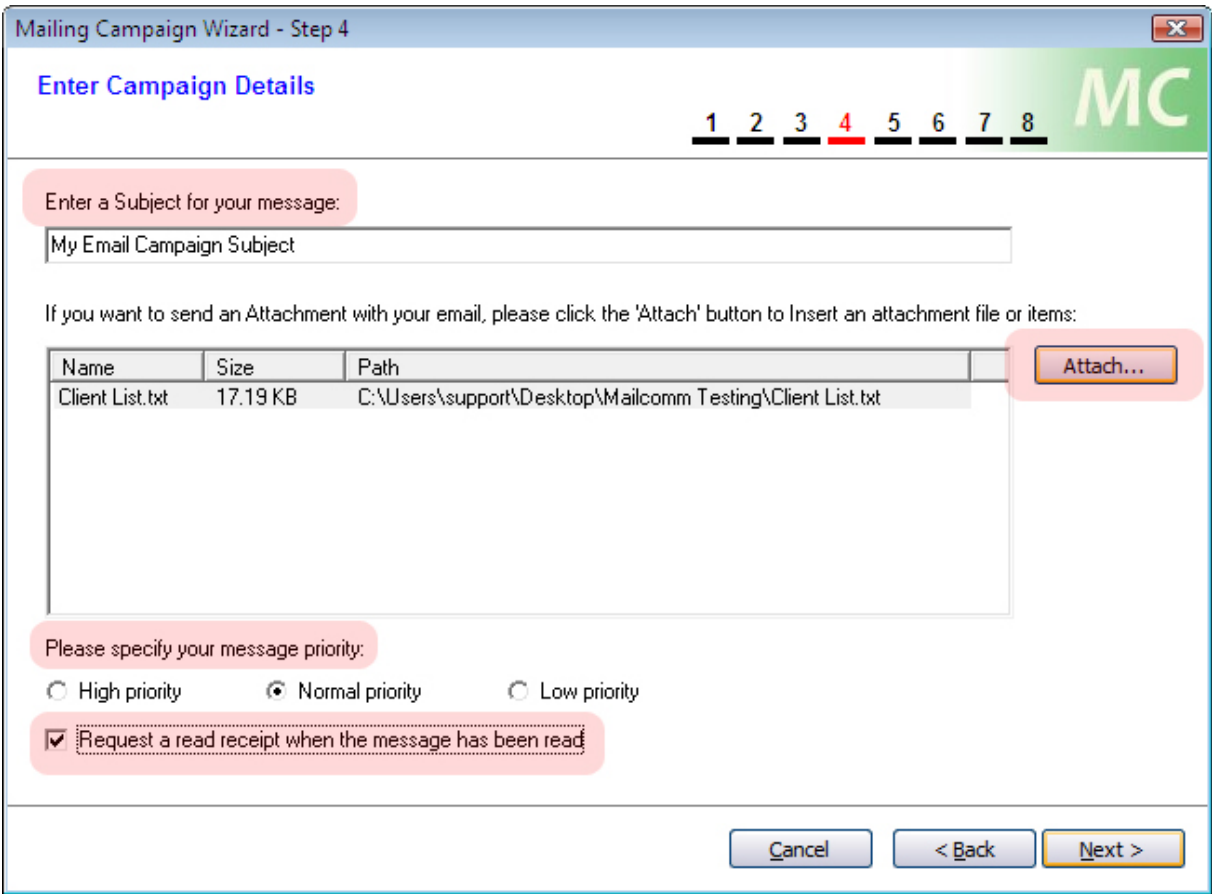 Mailing Campaign Wizard - Step 4
Enter Campaign Details
MC
1 2 3 4 5 6 7 8
Enter a Subject for your message:
My Email Campaign Subject
If you want to send an Attachment with your email, please click the 'Attach' button to Insert an attachment file or items:
Name Size Path
Attach...
Client List.txt 17.19 KB C:\Users\support\Desktop\Mailcomm Testing\Client List.txt
Please specify your message priority:
High priority Normal priority Low priority
Request a read receipt when the message has been read
Cancel < Back Next >